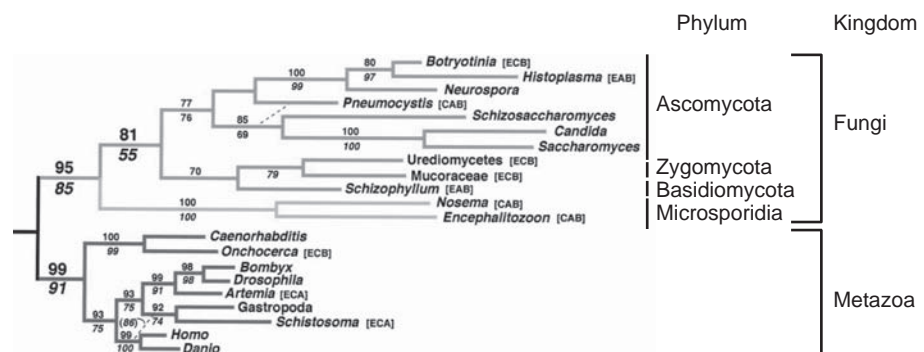 Phylum Kingdom
80
97
Botryotinia [ECB]
100
99
Histoplasma [EAB]
Neurospora
77
76
Pneumocystis [CAB]
Ascomycota
85
69
Schizosaccharomyces
81
55
100
100
Candida
Saccharomyces
Fungi
95
85
70
79
Urediomycetes [ECB]
Mucoraceae [ECB]
Zygomycota
Schizophyllum [EAB]
Basidiomycota
100
100
Nosema [CAB]
Encephalitozoon [CAB]
Microsporidia
100
99
Caenorhabditis
Onchocerca [ECB]
99
91
98
98
Bombyx
Drosophila
99
91
Artemia [ECA]
93
75
92
74
Gastropoda
Schistosoma [ECA]
Metazoa
93
75
(86)
99
100
Homo
Danio